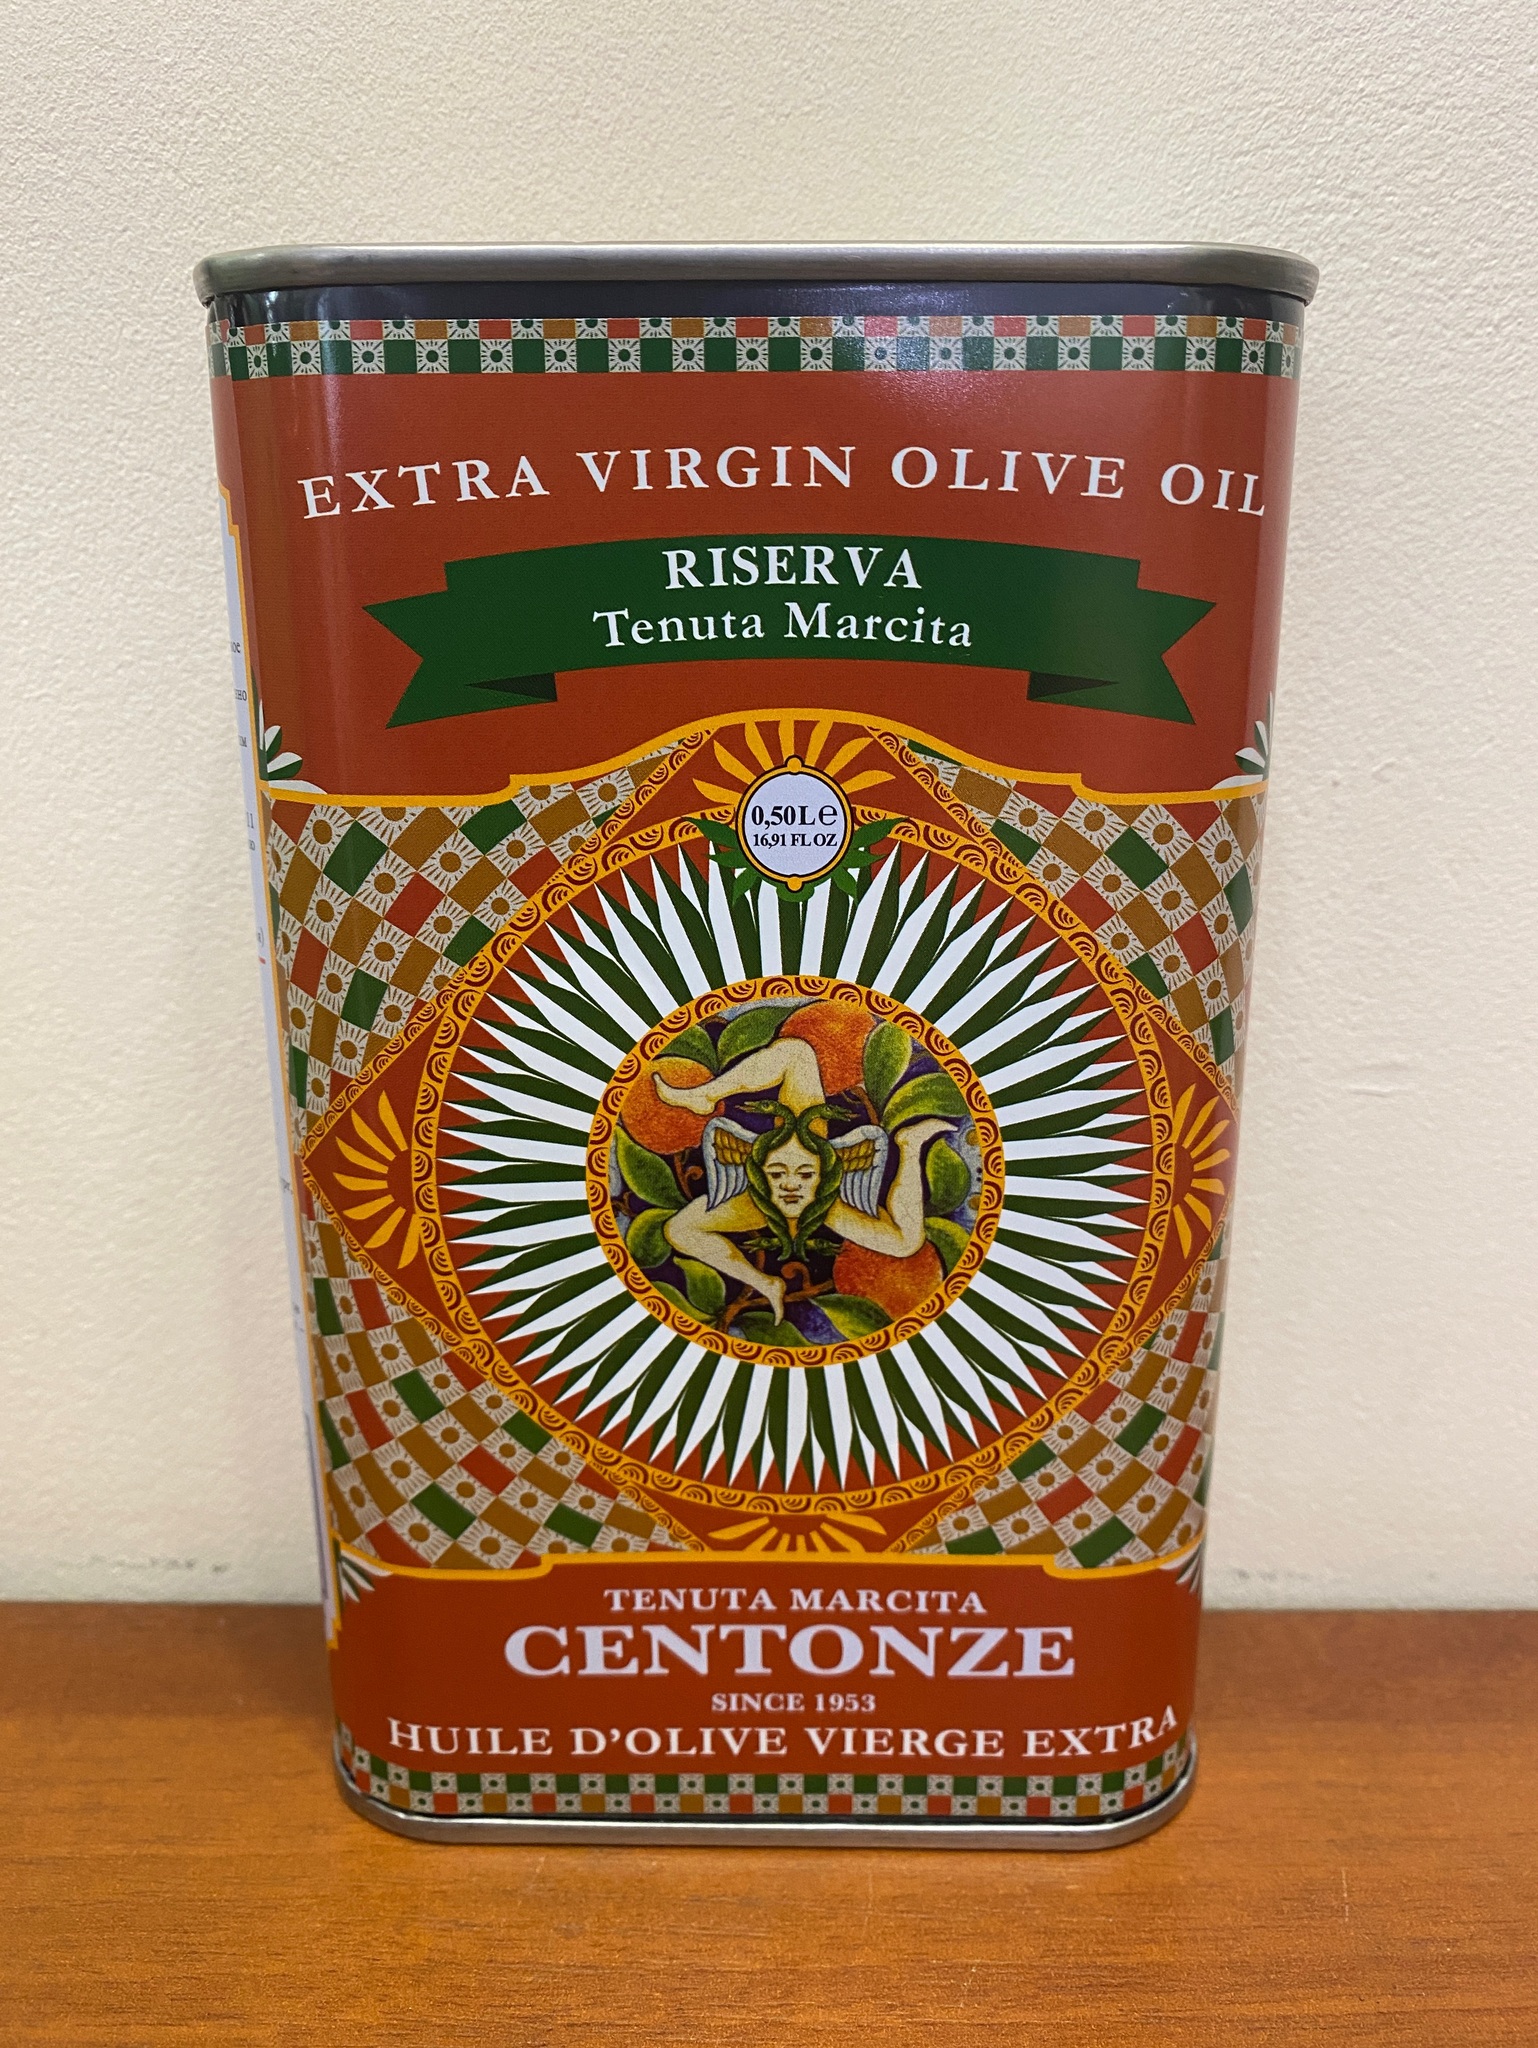 EXTRA VIRGIN OLIVE OIL
RISERVA
Tenuta Marcita
0,50 L e
16,91 FL OZ
TENUTA MARCITA
CENTONZE
SINCE 1953
HUILE D'OLIVE VIERGE EXTRA